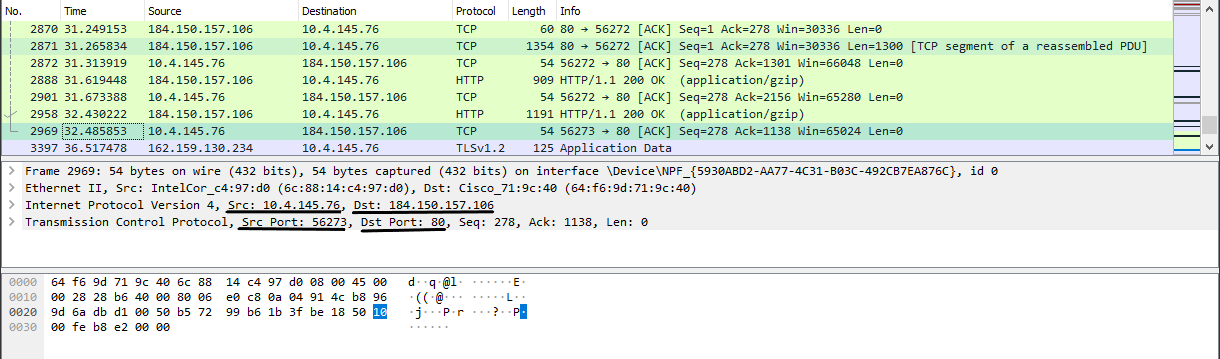 No. Time Source Destination Protocol Length Info
2870 31.249153 184.150.157.106 10.4.145.76 TCP 60 80 → 56272 [ACK] Seq=1 Ack=278 Win=30336 Len=0
2871 31.265834 184.150.157.106 10.4.145.76 TCP 1354 80 → 56272 [ACK] Seq=1 Ack=278 Win=30336 Len=1300 [TCP segment of a reassembled PDU]
2872 31.313919 10.4.145.76 184.150.157.106 TCP 54 56272 → 80 [ACK] Seq=278 Ack=1301 Win=66048 Len=0
2888 31.619448 184.150.157.106 10.4.145.76 HTTP 909 HTTP/1.1 200 OK (application/gzip)
2901 31.673388 10.4.145.76 184.150.157.106 TCP 54 56272 → 80 [ACK] Seq=278 Ack=2156 Win=65280 Len=0
2958 32.430222 184.150.157.106 10.4.145.76 HTTP 1191 HTTP/1.1 200 OK (application/gzip)
2969 32.485853 10.4.145.76 184.150.157.106 TCP 54 56273 → 80 [ACK] Seq=278 Ack=1138 Win=65024 Len=0
3397 36.517478 162.159.130.234 10.4.145.76 TLSv1.2 125 Application Data
Frame 2969: 54 bytes on wire (432 bits), 54 bytes captured (432 bits) on interface \Device\NPF_{5930ABD2-AA77-4C31-B03C-492CB7EA876C}, id 0
Ethernet II, Src: IntelCor_c4:97:d0 (6c:88:14:c4:97:d0), Dst: Cisco_71:9c:40 (64:f6:9d:71:9c:40)
Internet Protocol Version 4, Src: 10.4.145.76, Dst: 184.150.157.106
Transmission Control Protocol, Src Port: 56273, Dst Port: 80, Seq: 278, Ack: 1138, Len: 0
0000 64 f6 9d 71 9c 40 6c 88 14 c4 97 d0 08 00 45 00 d··q·@l· ······E·
0010 00 28 28 b6 40 00 80 06 e0 c8 0a 04 91 4c b8 96 ·((·@··· ·····L··
0020 9d 6a db d1 00 50 b5 72 99 b6 1b 3f be 18 50 10 ·j···P·r ···?··P·
0030 00 fe b8 e2 00 00 ······